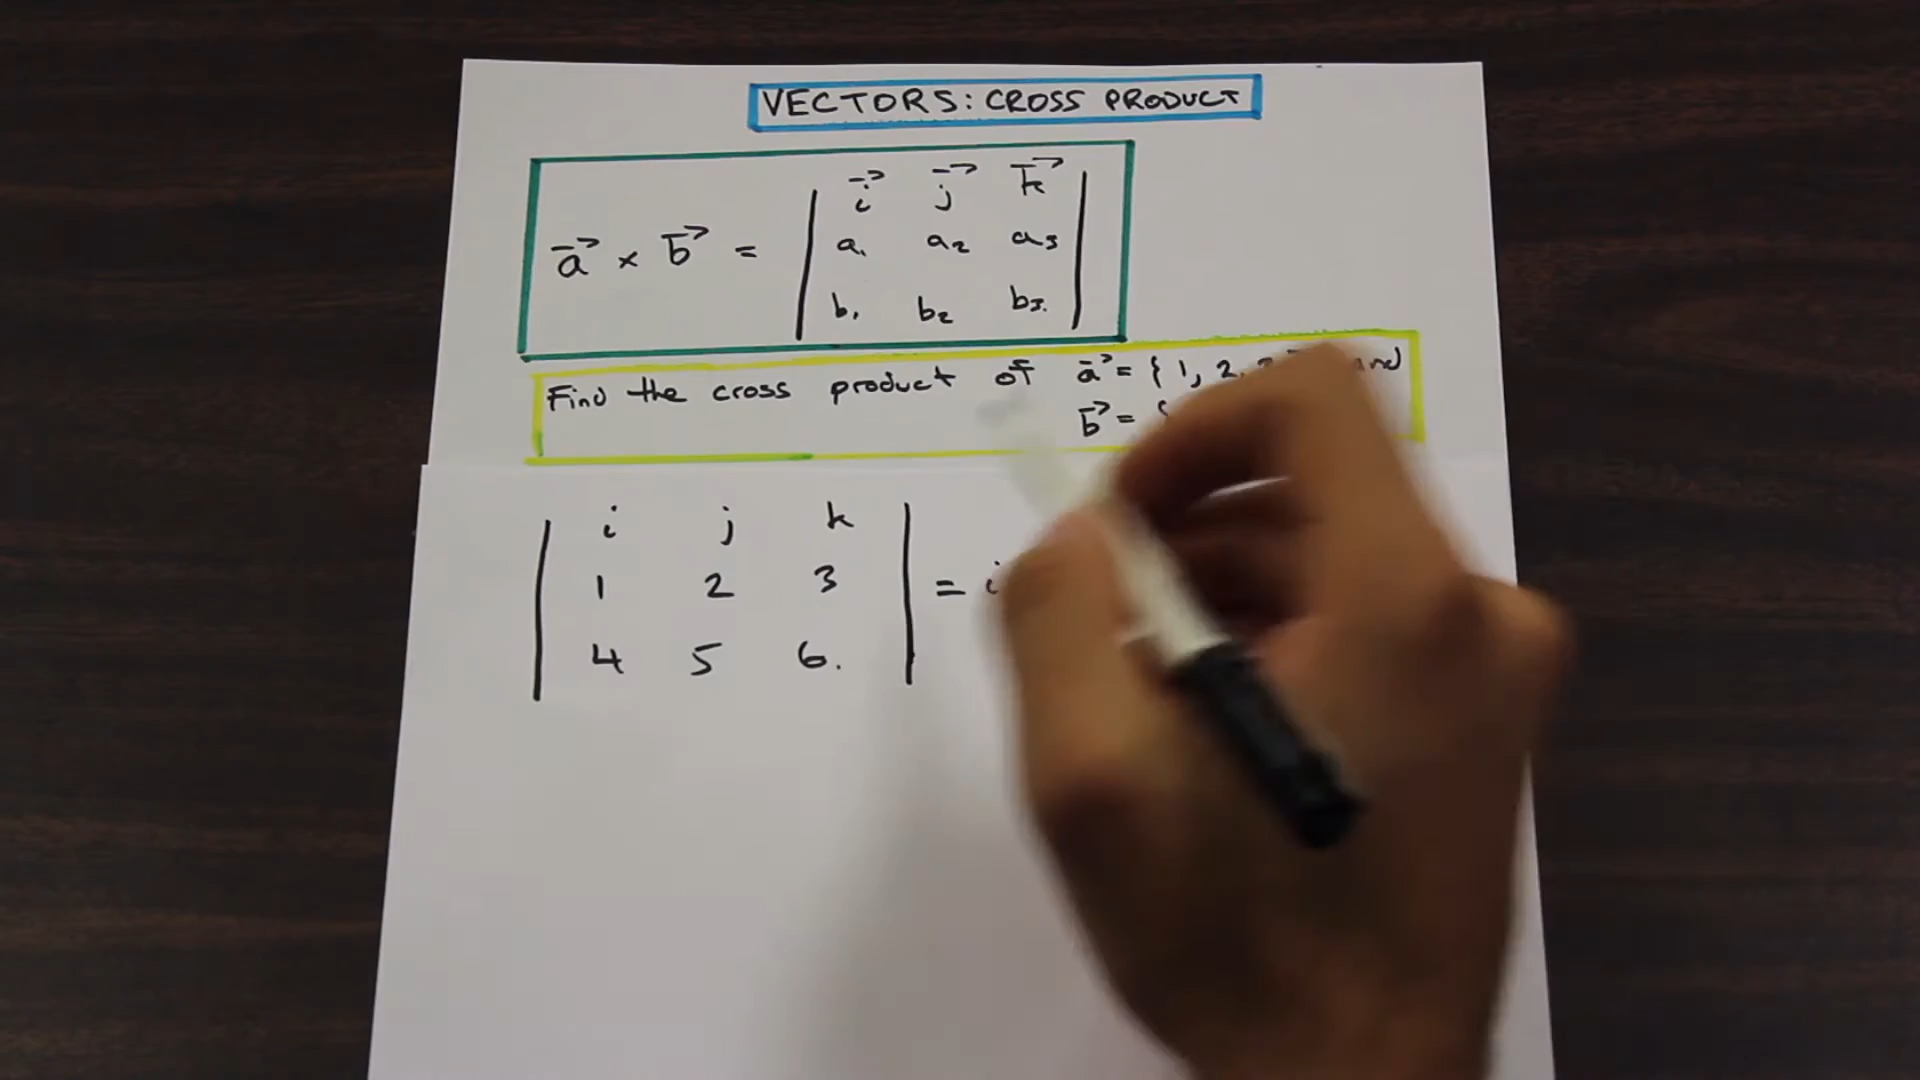 VECTORS: CROSS PRODUCT
i⃗ j⃗ k⃗
a⃗ × b⃗ = a₁ a₂ a₃
b₁ b₂ b₃.
Find the cross product of a⃗ = { 1, 2, and
b⃗ = {
i j k
1 2 3 = i
4 5 6.